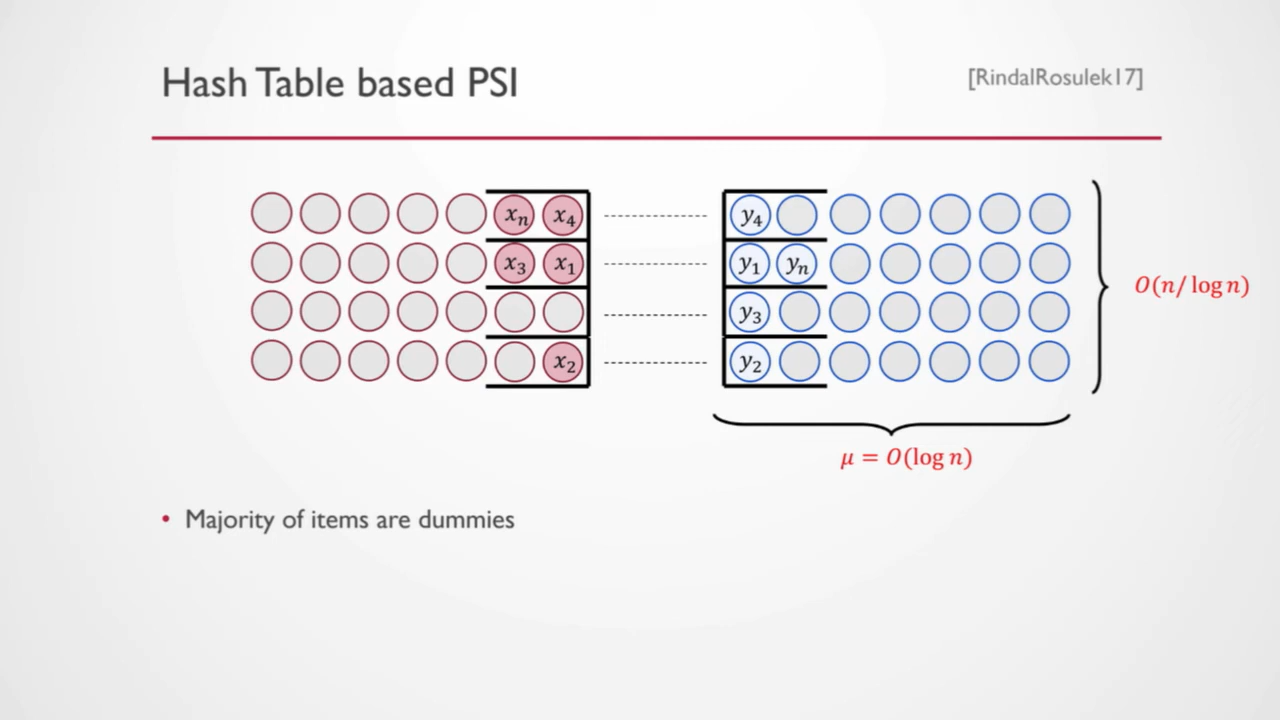 Hash Table based PSI
[RindalRosulek17]
xₙ x₄ y₄
x₃ x₁ y₁ yₙ
O(n/ log n)
y₃
x₂ y₂
μ = O(log n)
• Majority of items are dummies